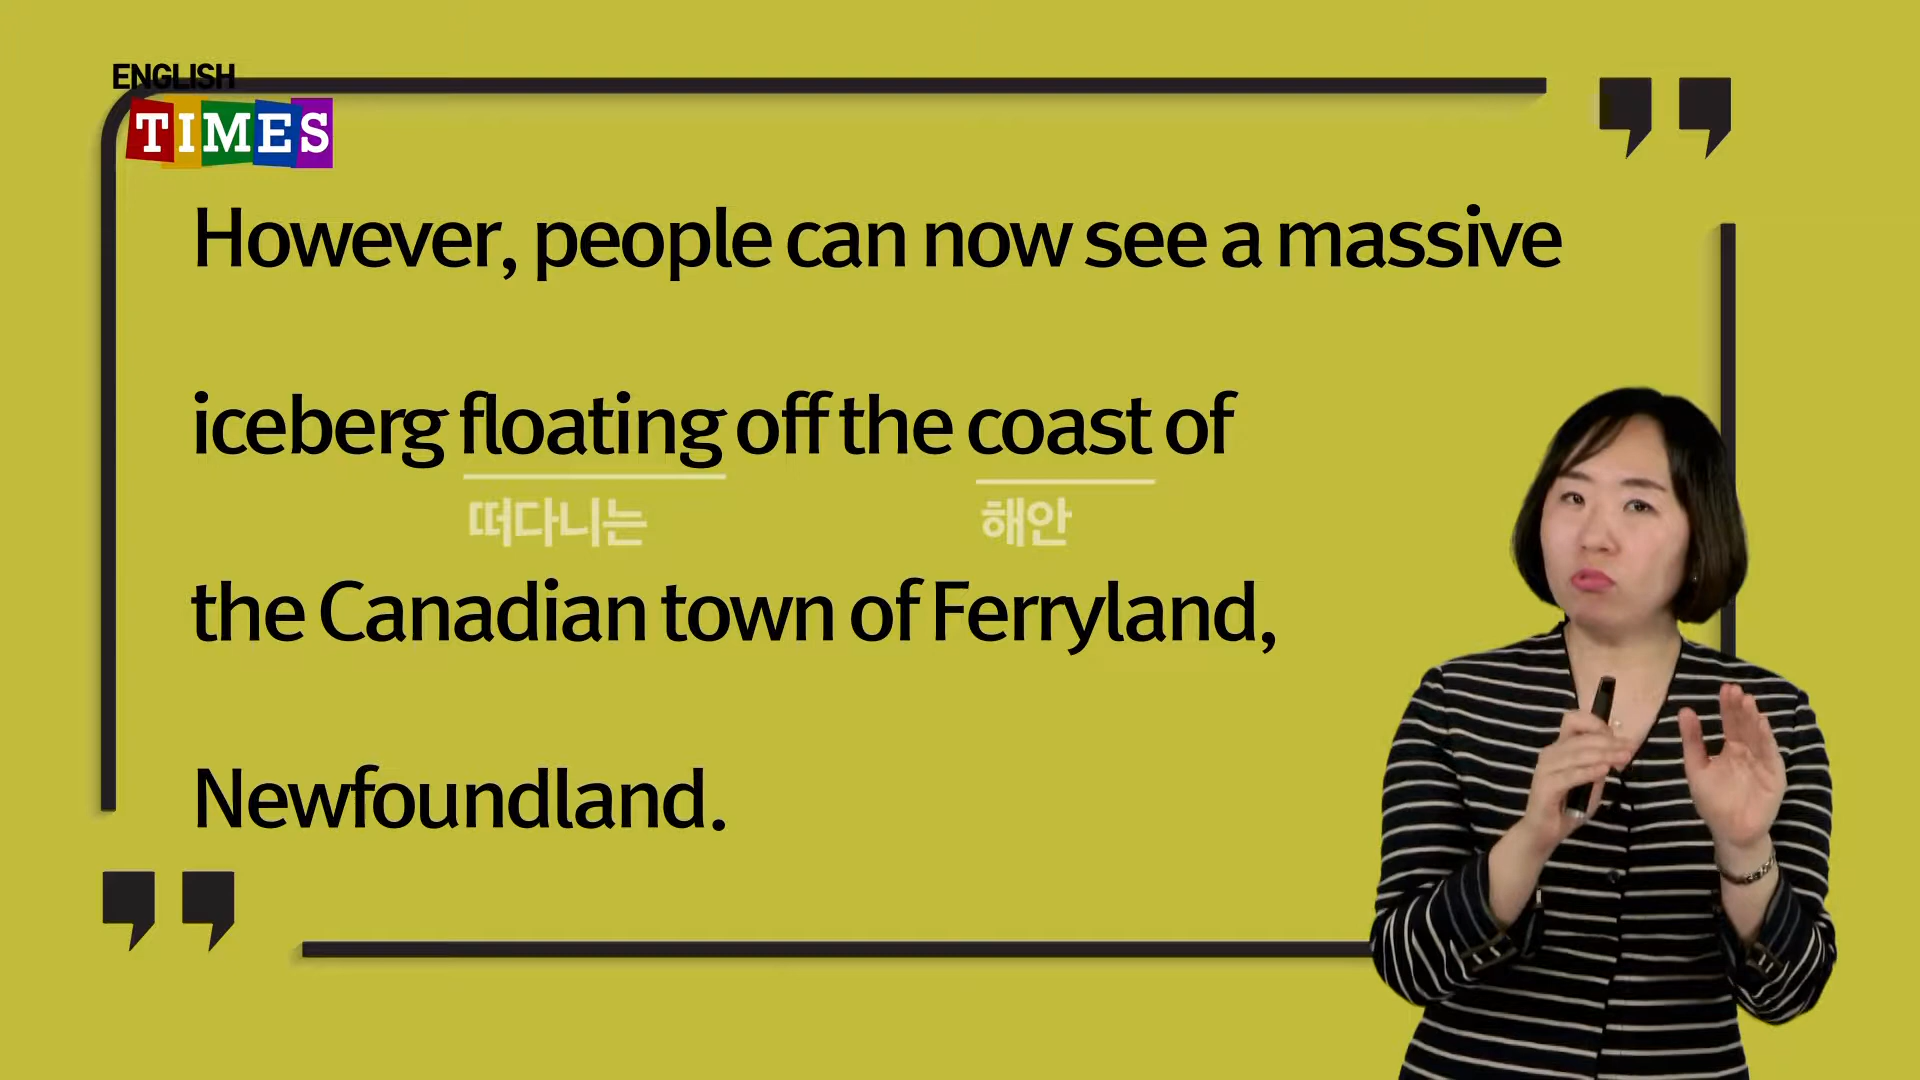 ENGLISH
TIMES
However, people can now see a massive
iceberg floating off the coast of
떠다니는 해안
the Canadian town of Ferryland,
Newfoundland.